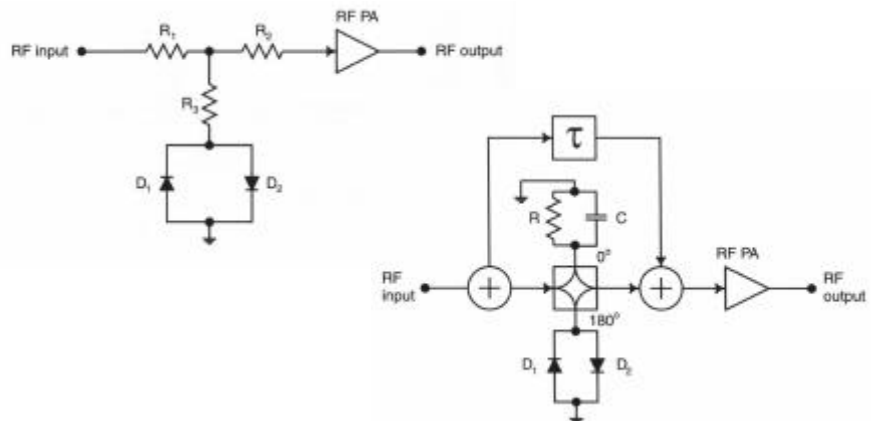 RF PA
R₁
R₂
RF input
RF output
R₃
D₁
D₂
τ
R
C
RF PA
0°
RF
input
RF
output
180°
D₁
D₂